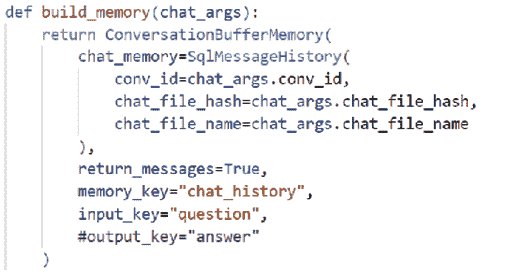 def build_memory(chat_args):
    return ConversationBufferMemory(
        chat_memory=SqlMessageHistory(
            conv_id=chat_args.conv_id,
            chat_file_hash=chat_args.chat_file_hash,
            chat_file_name=chat_args.chat_file_name
        ),
        return_messages=True,
        memory_key="chat_history",
        input_key="question",
        #output_key="answer"
    )